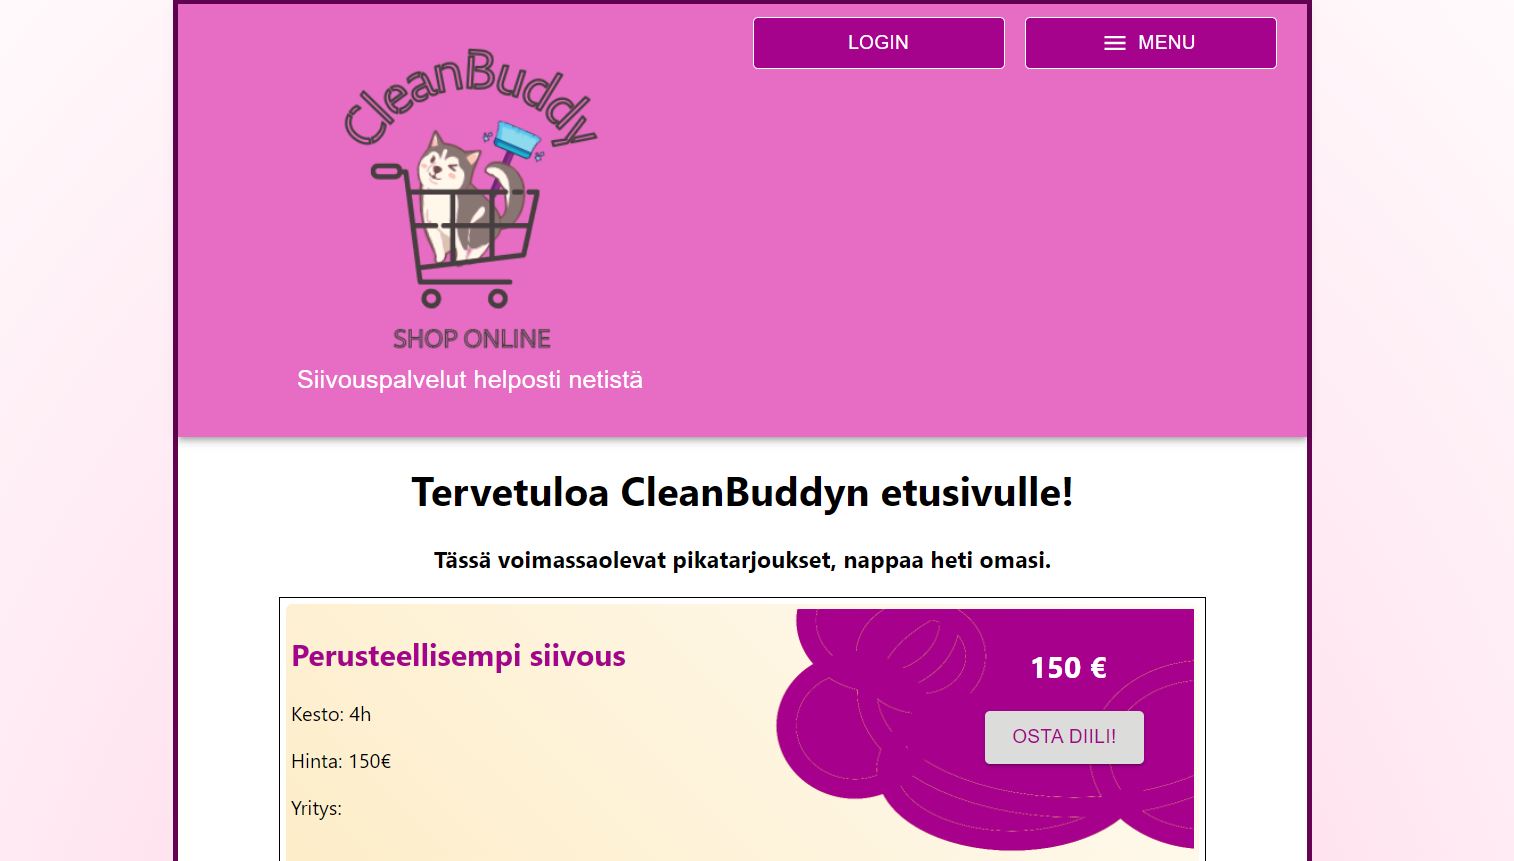 LOGIN
MENU
CleanBuddy
SHOP ONLINE
Siivouspalvelut helposti netistä
Tervetuloa CleanBuddyn etusivulle!
Tässä voimassaolevat pikatarjoukset, nappaa heti omasi.
Perusteellisempi siivous
150 €
Kesto: 4h
OSTA DIILI!
Hinta: 150€
Yritys: